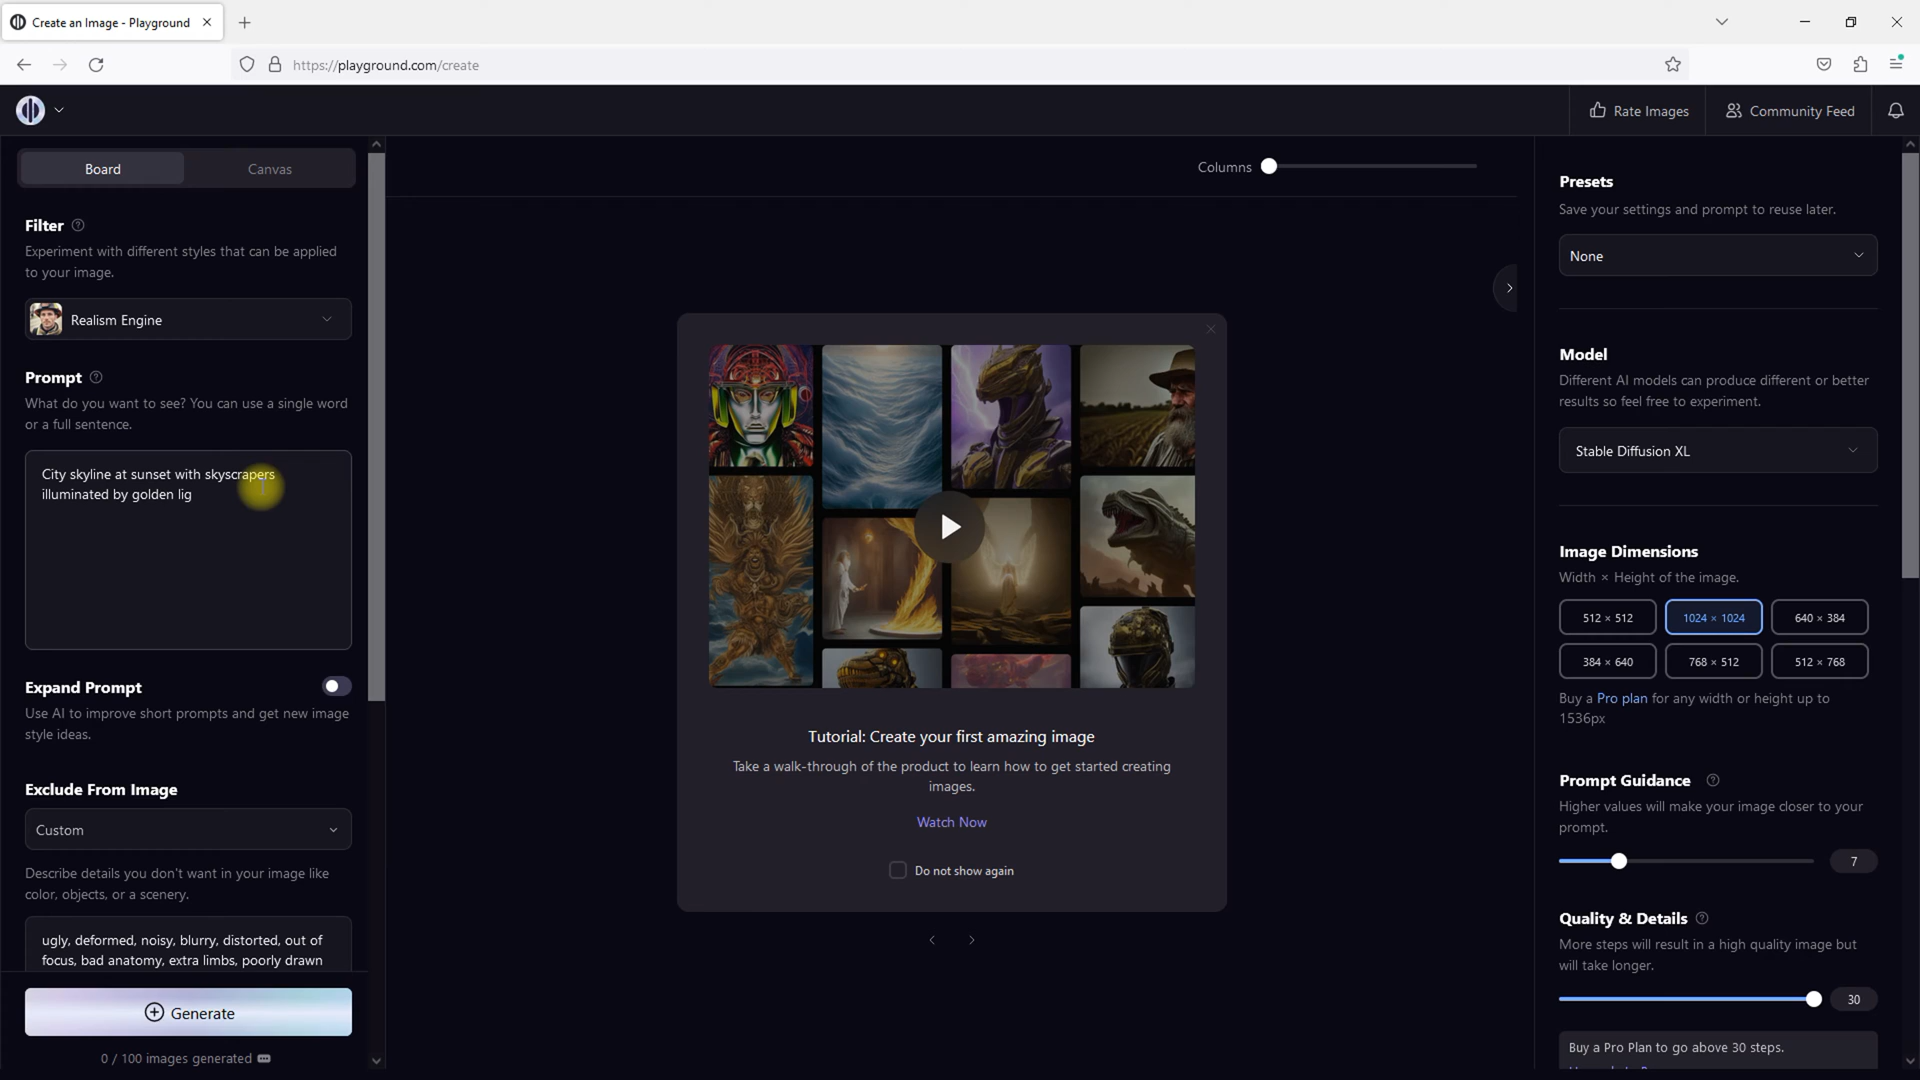 Create an Image - Playground
https://playground.com/create
Rate Images
Community Feed
Board
Canvas
Filter
Experiment with different styles that can be applied
to your image.
Realism Engine
Prompt
What do you want to see? You can use a single word
or a full sentence.
City skyline at sunset with skyscrapers
illuminated by golden lig
Expand Prompt
Use AI to improve short prompts and get new image
style ideas.
Exclude From Image
Custom
Describe details you don't want in your image like
color, objects, or a scenery.
ugly, deformed, noisy, blurry, distorted, out of
focus, bad anatomy, extra limbs, poorly drawn
Generate
0 / 100 images generated
Columns
Tutorial: Create your first amazing image
Take a walk-through of the product to learn how to get started creating
images.
Watch Now
Do not show again
Presets
Save your settings and prompt to reuse later.
None
Model
Different AI models can produce different or better
results so feel free to experiment.
Stable Diffusion XL
Image Dimensions
Width × Height of the image.
512 × 512
1024 × 1024
640 × 384
384 × 640
768 × 512
512 × 768
Buy a Pro plan for any width or height up to
1536px
Prompt Guidance
Higher values will make your image closer to your
prompt.
7
Quality & Details
More steps will result in a high quality image but
will take longer.
30
Buy a Pro Plan to go above 30 steps.